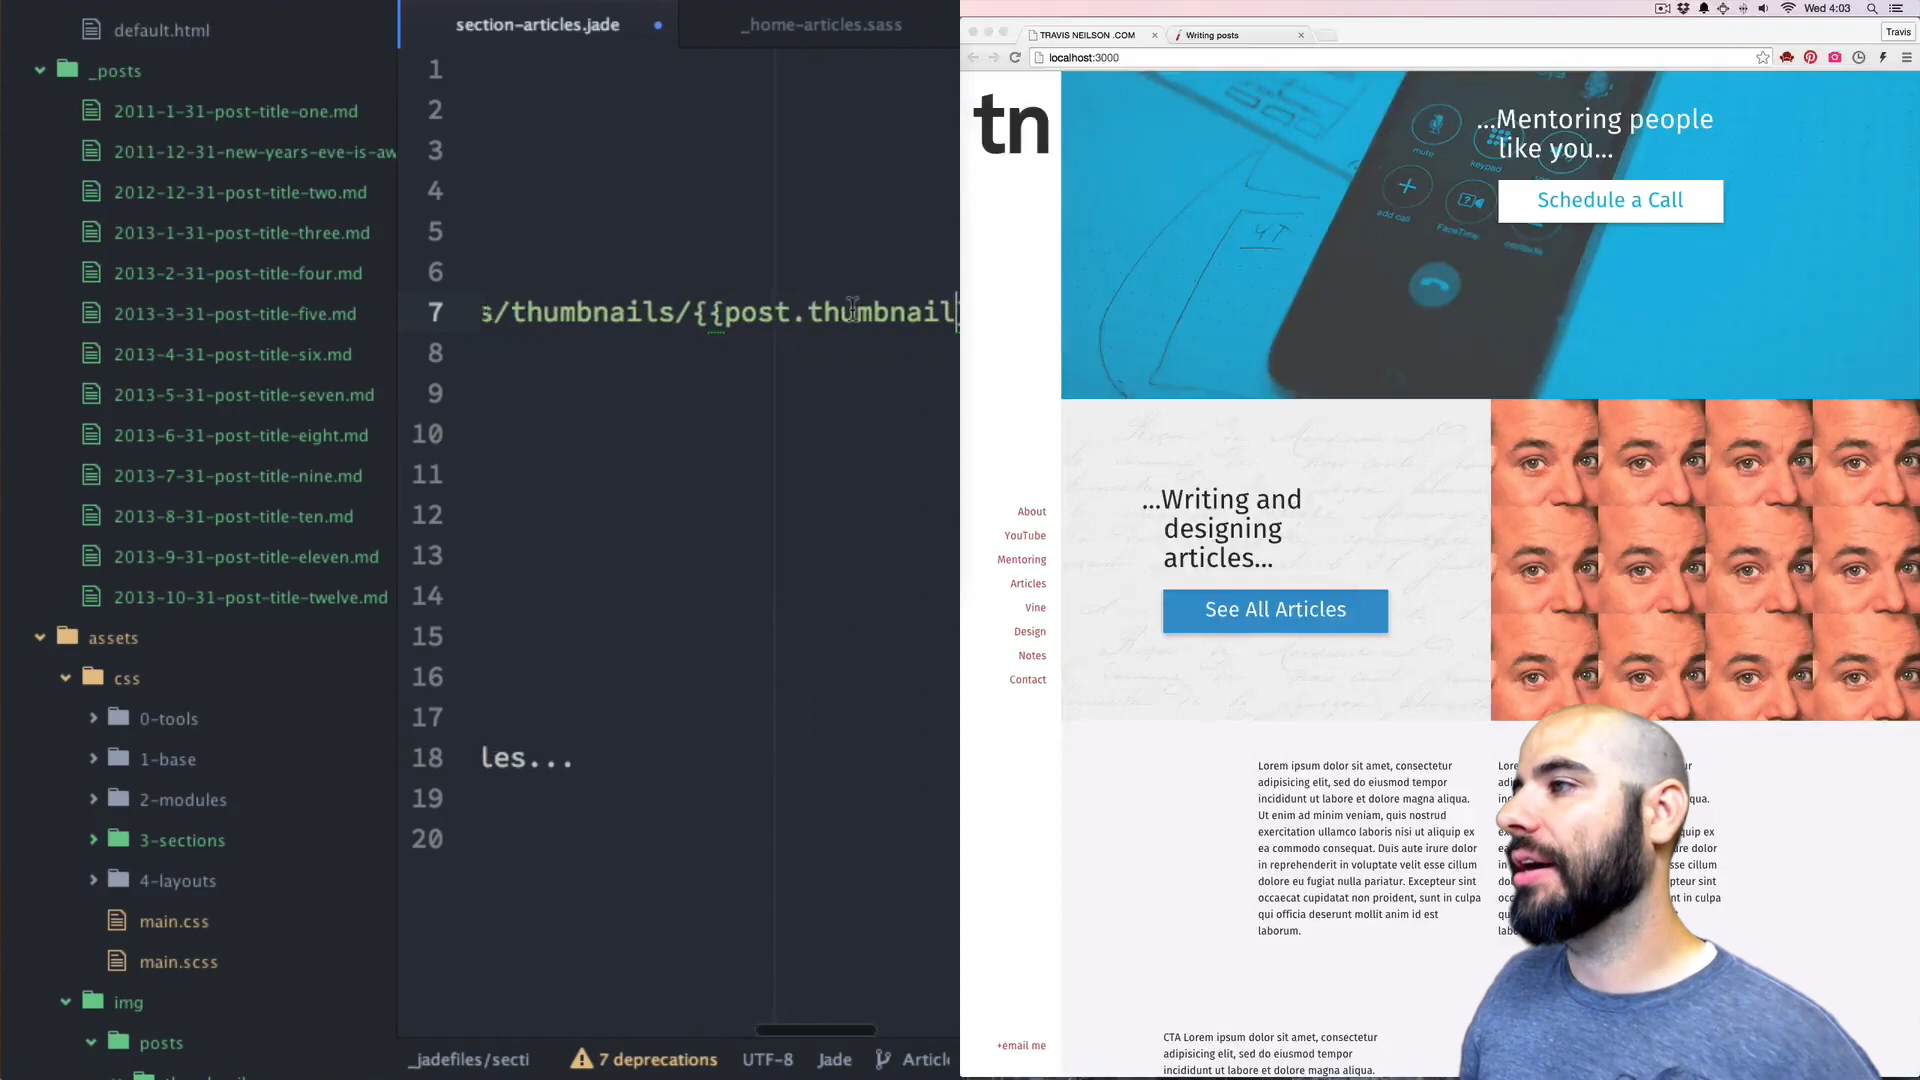 default.html
_posts
2011-1-31-post-title-one.md
2011-12-31-new-years-eve-is-aw
2012-12-31-post-title-two.md
2013-1-31-post-title-three.md
2013-2-31-post-title-four.md
2013-3-31-post-title-five.md
2013-4-31-post-title-six.md
2013-5-31-post-title-seven.md
2013-6-31-post-title-eight.md
2013-7-31-post-title-nine.md
2013-8-31-post-title-ten.md
2013-9-31-post-title-eleven.md
2013-10-31-post-title-twelve.md
assets
css
0-tools
1-base
2-modules
3-sections
4-layouts
main.css
main.scss
img
posts
section-articles.jade
_home-articles.sass
1
2
3
4
5
6
7 s/thumbnails/{{post.thumbnail
8
9
10
11
12
13
14
15
16
17
18 les...
19
20
_jadefiles/secti
7 deprecations
UTF-8
Jade
Article
Wed 4:03
TRAVIS NEILSON .COM
Writing posts
Travis
localhost:3000
tn
mute
keypad
add call
FaceTime
...Mentoring people
like you...
Schedule a Call
...Writing and
designing
articles...
See All Articles
About
YouTube
Mentoring
Articles
Vine
Design
Notes
Contact
+email me
Lorem ipsum dolor sit amet, consectetur
adipisicing elit, sed do eiusmod tempor
incididunt ut labore et dolore magna aliqua.
Ut enim ad minim veniam, quis nostrud
exercitation ullamco laboris nisi ut aliquip ex
ea commodo consequat. Duis aute irure dolor
in reprehenderit in voluptate velit esse cillum
dolore eu fugiat nulla pariatur. Excepteur sint
occaecat cupidatat non proident, sunt in culpa
qui officia deserunt mollit anim id est
laborum.
CTA Lorem ipsum dolor sit amet, consectetur
adipisicing elit, sed do eiusmod tempor
incididunt ut labore et dolore magna aliqua.